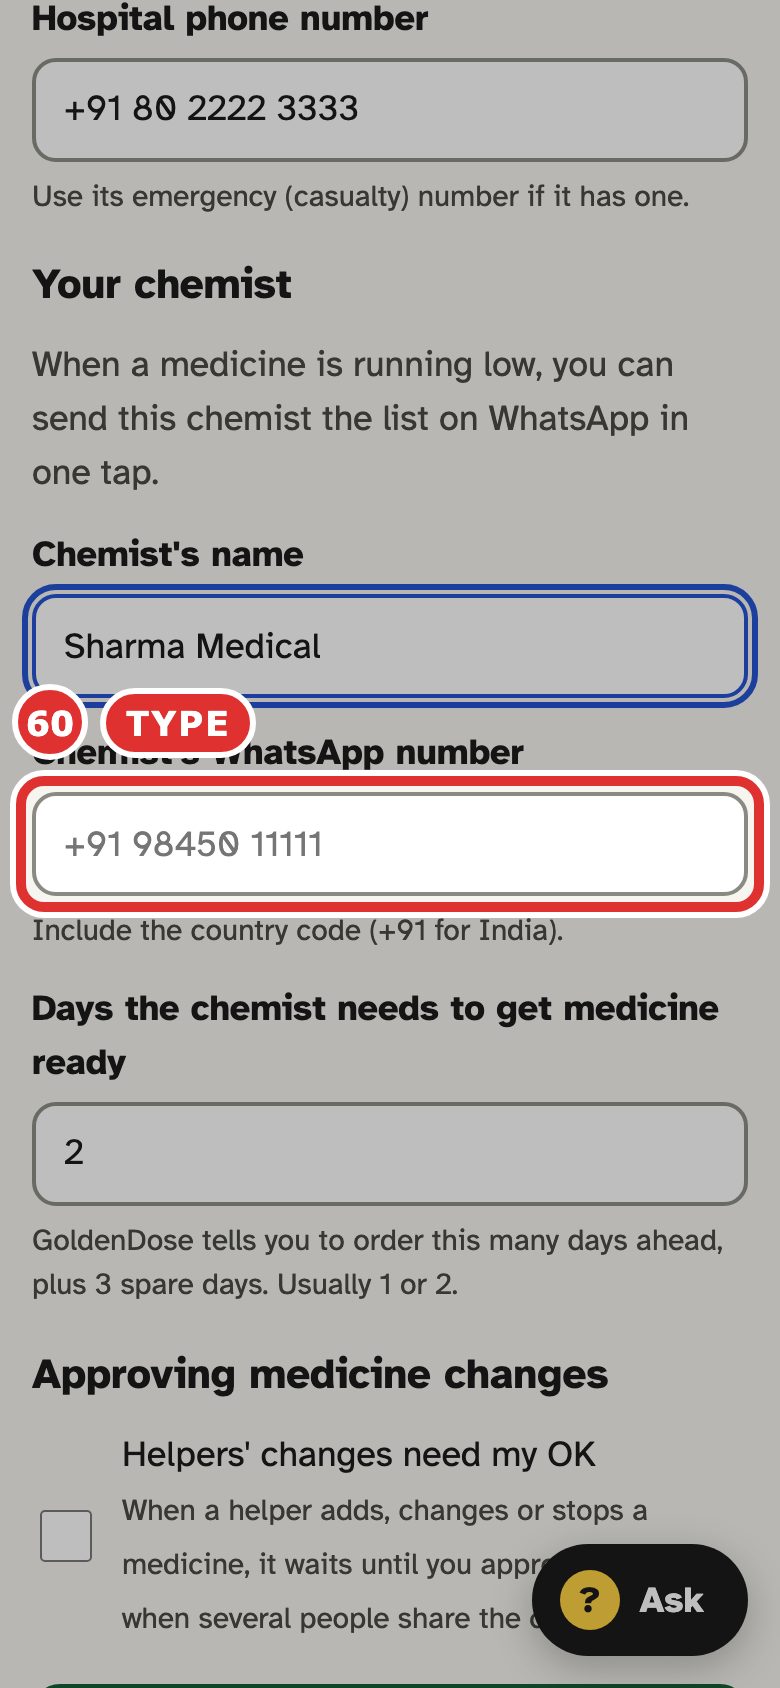 Hospital phone number
+91 80 2222 3333
Use its emergency (casualty) number if it has one.
Your chemist
When a medicine is running low, you can
send this chemist the list on WhatsApp in
one tap.
Chemist's name
Sharma Medical
60 TYPE
Chemist's WhatsApp number
+91 98450 11111
Include the country code (+91 for India).
Days the chemist needs to get medicine
ready
2
GoldenDose tells you to order this many days ahead,
plus 3 spare days. Usually 1 or 2.
Approving medicine changes
Helpers' changes need my OK
When a helper adds, changes or stops a
medicine, it waits until you
when several people share the
? Ask